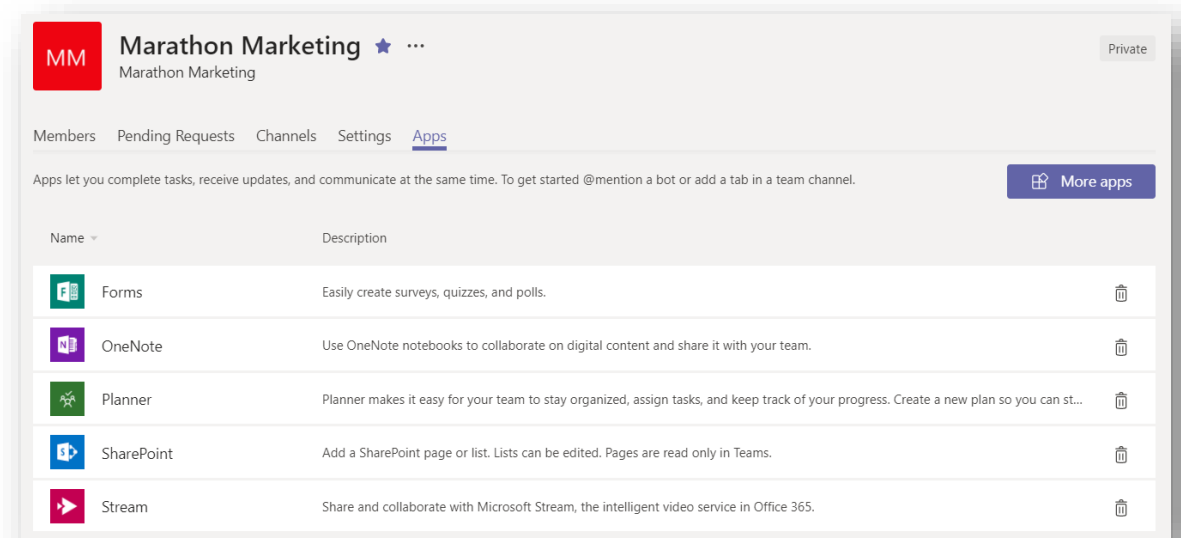 MM
Marathon Marketing
Marathon Marketing
Private
Members Pending Requests Channels Settings Apps
Apps let you complete tasks, receive updates, and communicate at the same time. To get started @mention a bot or add a tab in a team channel.
More apps
Name Description
Forms Easily create surveys, quizzes, and polls.
OneNote Use OneNote notebooks to collaborate on digital content and share it with your team.
Planner Planner makes it easy for your team to stay organized, assign tasks, and keep track of your progress. Create a new plan so you can st...
SharePoint Add a SharePoint page or list. Lists can be edited. Pages are read only in Teams.
Stream Share and collaborate with Microsoft Stream, the intelligent video service in Office 365.